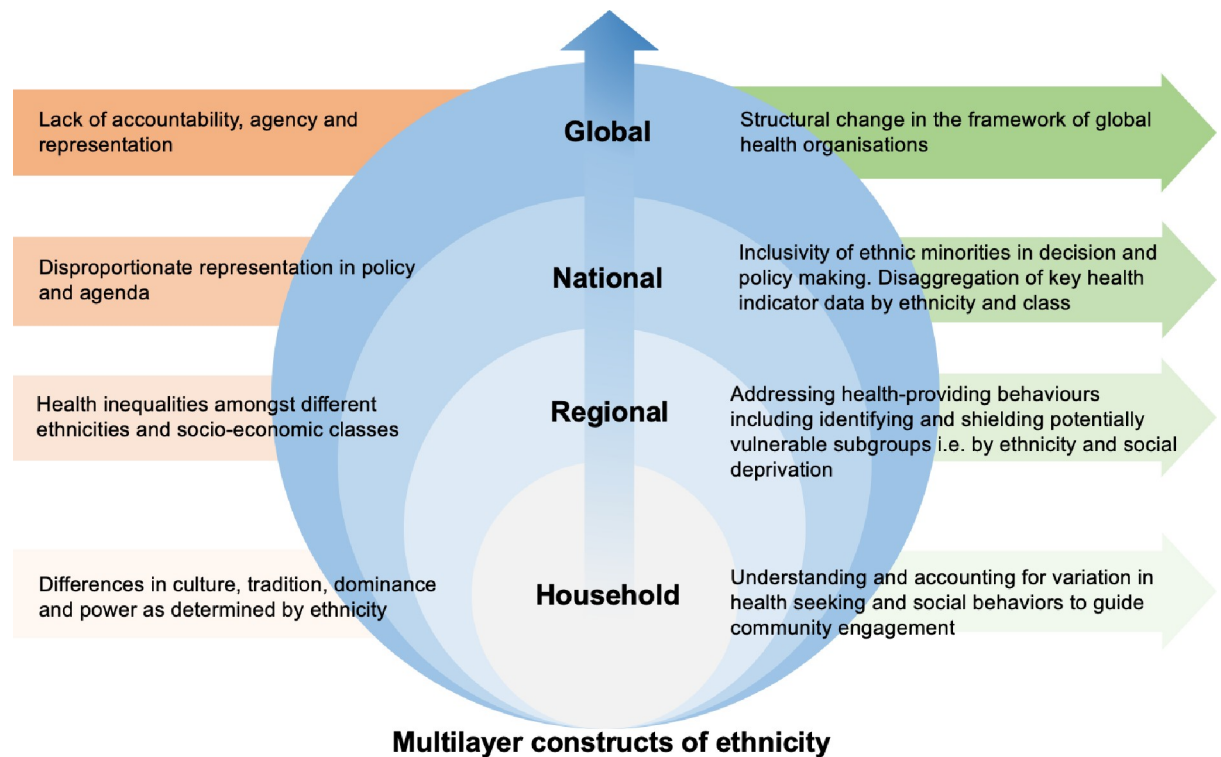 Lack of accountability, agency and
representation
Global
Structural change in the framework of global
health organisations
Disproportionate representation in policy
and agenda
National
Inclusivity of ethnic minorities in decision and
policy making. Disaggregation of key health
indicator data by ethnicity and class
Health inequalities amongst different
ethnicities and socio-economic classes
Regional
Addressing health-providing behaviours
including identifying and shielding potentially
vulnerable subgroups i.e. by ethnicity and social
deprivation
Differences in culture, tradition, dominance
and power as determined by ethnicity
Household
Understanding and accounting for variation in
health seeking and social behaviors to guide
community engagement
Multilayer constructs of ethnicity